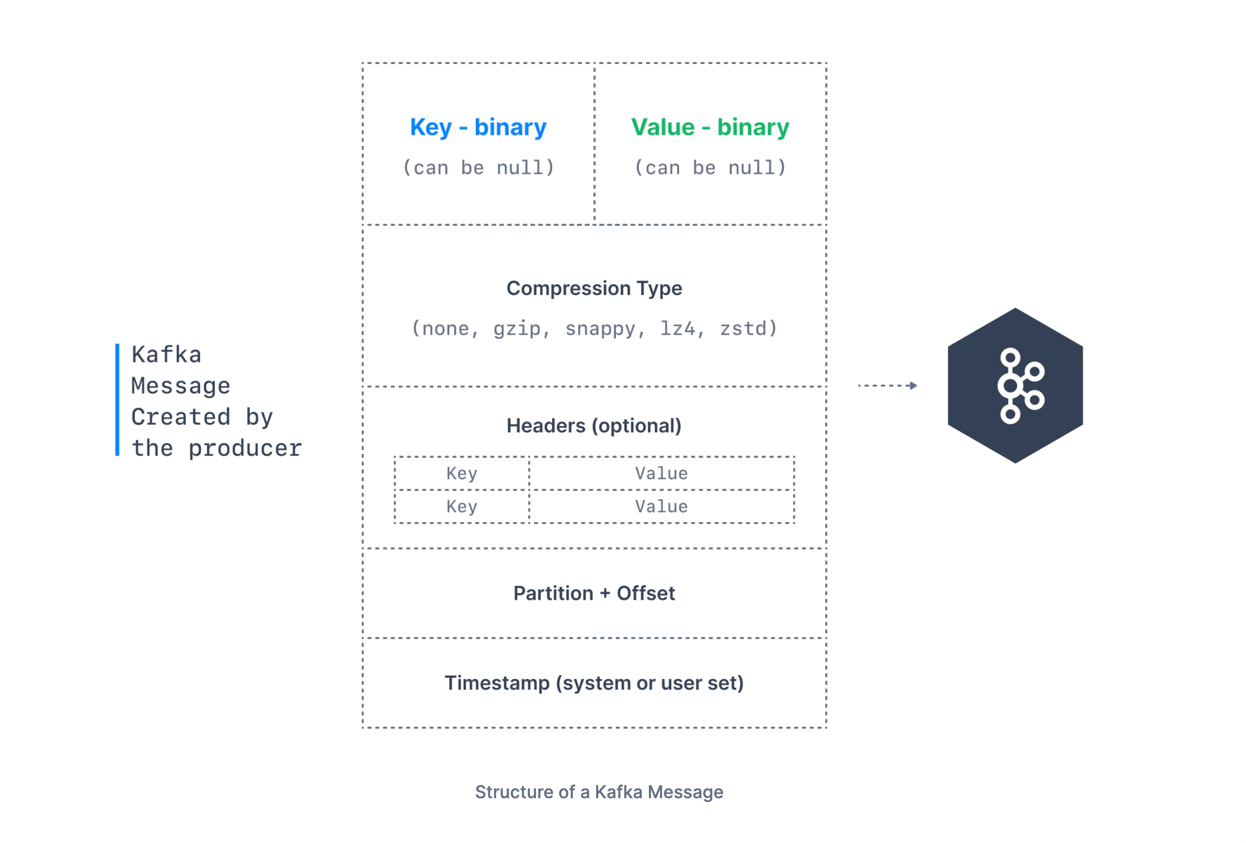 Key - binary
Value - binary
(can be null)
(can be null)
Compression Type
(none, gzip, snappy, lz4, zstd)
Kafka
Message
Created by
the producer
Headers (optional)
Key
Value
Key
Value
Partition + Offset
Timestamp (system or user set)
Structure of a Kafka Message